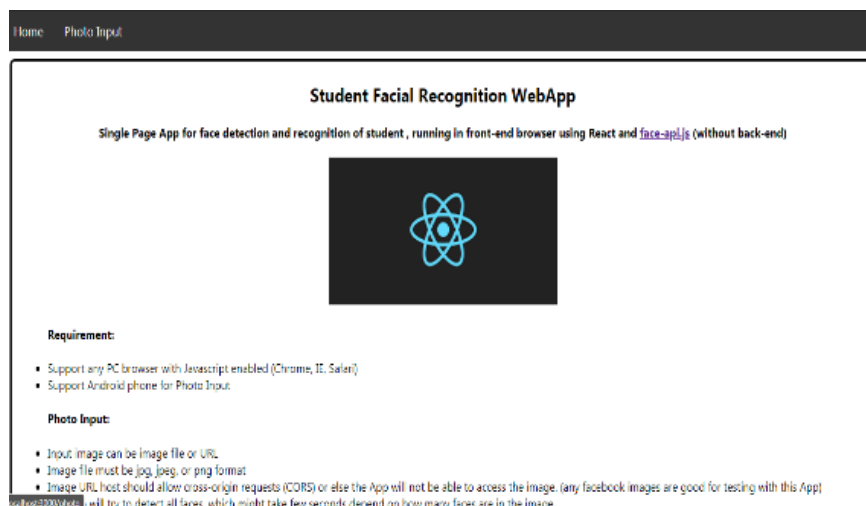 Home Photo Input
Student Facial Recognition WebApp
Single Page App for face detection and recognition of student , running in front-end browser using React and face-api.js (without back-end)
Requirement:
Support any PC browser with Javascript enabled (Chrome, IE, Safari)
Support Android phone for Photo Input
Photo Input:
Input image can be image file or URL
Image file must be jpg, jpeg, or png format
Image URL host should allow cross-origin requests (CORS) or else the App will not be able to access the image. (any facebook images are good for testing with this App)
will try to detect all faces, which might take few seconds depend on how many faces are in the image